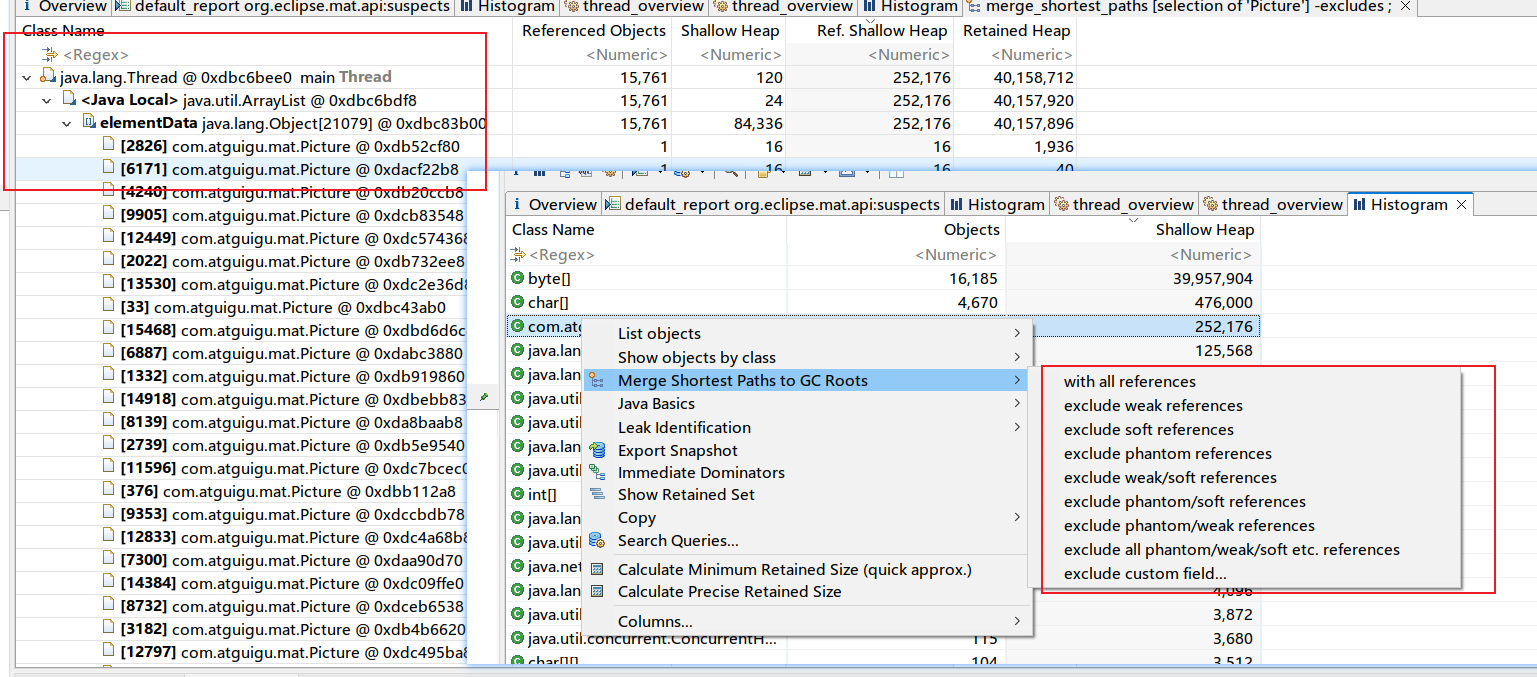 Overview default_report org.eclipse.mat.api:suspects Histogram thread_overview thread_overview Histogram merge_shortest_paths [selection of 'Picture'] -excludes ;
Class Name Referenced Objects Shallow Heap Ref. Shallow Heap Retained Heap
<Regex> <Numeric> <Numeric> <Numeric> <Numeric>
java.lang.Thread @ 0xdbc6bee0 main Thread 15,761 120 252,176 40,158,712
<Java Local> java.util.ArrayList @ 0xdbc6bdf8 15,761 24 252,176 40,157,920
elementData java.lang.Object[21079] @ 0xdbc83b00 15,761 84,336 252,176 40,157,896
[2826] com.atguigu.mat.Picture @ 0xdb52cf80 1 16 16 1,936
[6171] com.atguigu.mat.Picture @ 0xdacf22b8 1 16 16 40
[4240] com.atguigu.mat.Picture @ 0xdb20ccb8
[9905] com.atguigu.mat.Picture @ 0xdcb83548
[12449] com.atguigu.mat.Picture @ 0xdc574368
[2022] com.atguigu.mat.Picture @ 0xdb732ee8
[13530] com.atguigu.mat.Picture @ 0xdc2e36d8
[33] com.atguigu.mat.Picture @ 0xdbc43ab0
[15468] com.atguigu.mat.Picture @ 0xdbd6d6c
[6887] com.atguigu.mat.Picture @ 0xdabc3880
[1332] com.atguigu.mat.Picture @ 0xdb919860
[14918] com.atguigu.mat.Picture @ 0xdbebb83
[8139] com.atguigu.mat.Picture @ 0xda8baab8
[2739] com.atguigu.mat.Picture @ 0xdb5e9540
[11596] com.atguigu.mat.Picture @ 0xdc7bcec0
[376] com.atguigu.mat.Picture @ 0xdbb112a8
[9353] com.atguigu.mat.Picture @ 0xdccbdb78
[12833] com.atguigu.mat.Picture @ 0xdc4a68b8
[7300] com.atguigu.mat.Picture @ 0xdaa90d70
[14384] com.atguigu.mat.Picture @ 0xdc09ffe0
[8732] com.atguigu.mat.Picture @ 0xdceb6538
[3182] com.atguigu.mat.Picture @ 0xdb4b6620
[12797] com.atguigu.mat.Picture @ 0xdc495ba8
Overview default_report org.eclipse.mat.api:suspects Histogram thread_overview thread_overview Histogram
Class Name Objects Shallow Heap
<Regex> <Numeric> <Numeric>
byte[] 16,185 39,957,904
char[] 4,670 476,000
com.atg 252,176
java.lan 125,568
java.lan
java.util
java.util
java.lan
java.util
int[]
java.lan
java.util
java.net
java.lan 4,096
java.util 3,872
java.util.concurrent.ConcurrentH... 115 3,680
char[][] 104 3,512
List objects
Show objects by class
Merge Shortest Paths to GC Roots
Java Basics
Leak Identification
Export Snapshot
Immediate Dominators
Show Retained Set
Copy
Search Queries...
Calculate Minimum Retained Size (quick approx.)
Calculate Precise Retained Size
Columns...
with all references
exclude weak references
exclude soft references
exclude phantom references
exclude weak/soft references
exclude phantom/soft references
exclude phantom/weak references
exclude all phantom/weak/soft etc. references
exclude custom field...